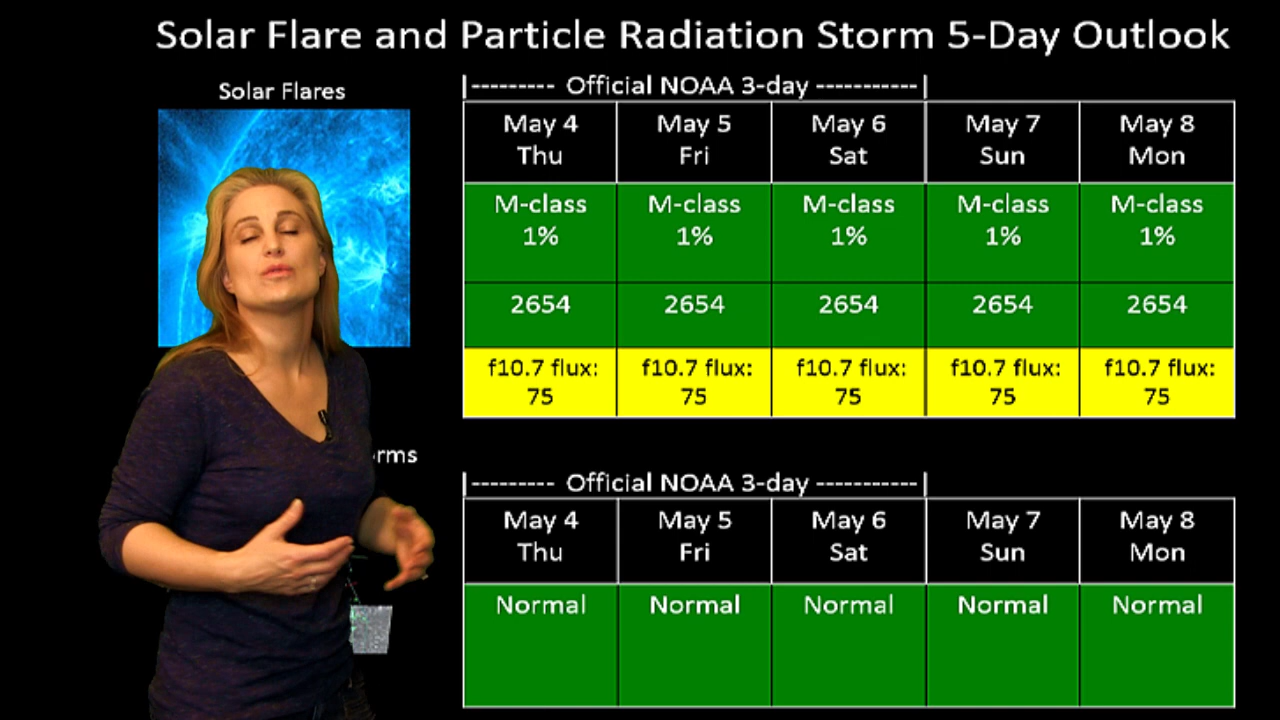 Solar Flare and Particle Radiation Storm 5-Day Outlook
Solar Flares
|--------- Official NOAA 3-day -----------|
May 4 May 5 May 6 May 7 May 8
Thu Fri Sat Sun Mon
M-class M-class M-class M-class M-class
1% 1% 1% 1% 1%
2654 2654 2654 2654 2654
f10.7 flux: f10.7 flux: f10.7 flux: f10.7 flux: f10.7 flux:
75 75 75 75 75
|--------- Official NOAA 3-day -----------|
May 4 May 5 May 6 May 7 May 8
Thu Fri Sat Sun Mon
Normal Normal Normal Normal Normal